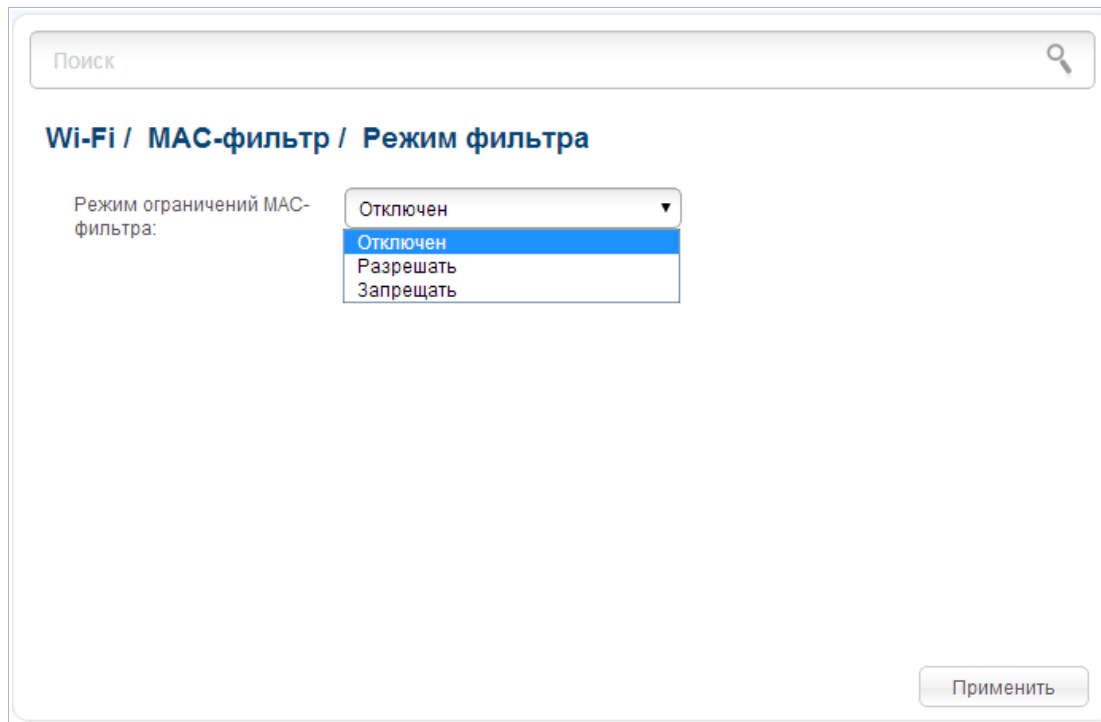 Поиск
Wi-Fi / MAC-фильтр / Режим фильтра
Режим ограничений MAC-
фильтра:
Отключен
Отключен
Разрешать
Запрещать
Применить